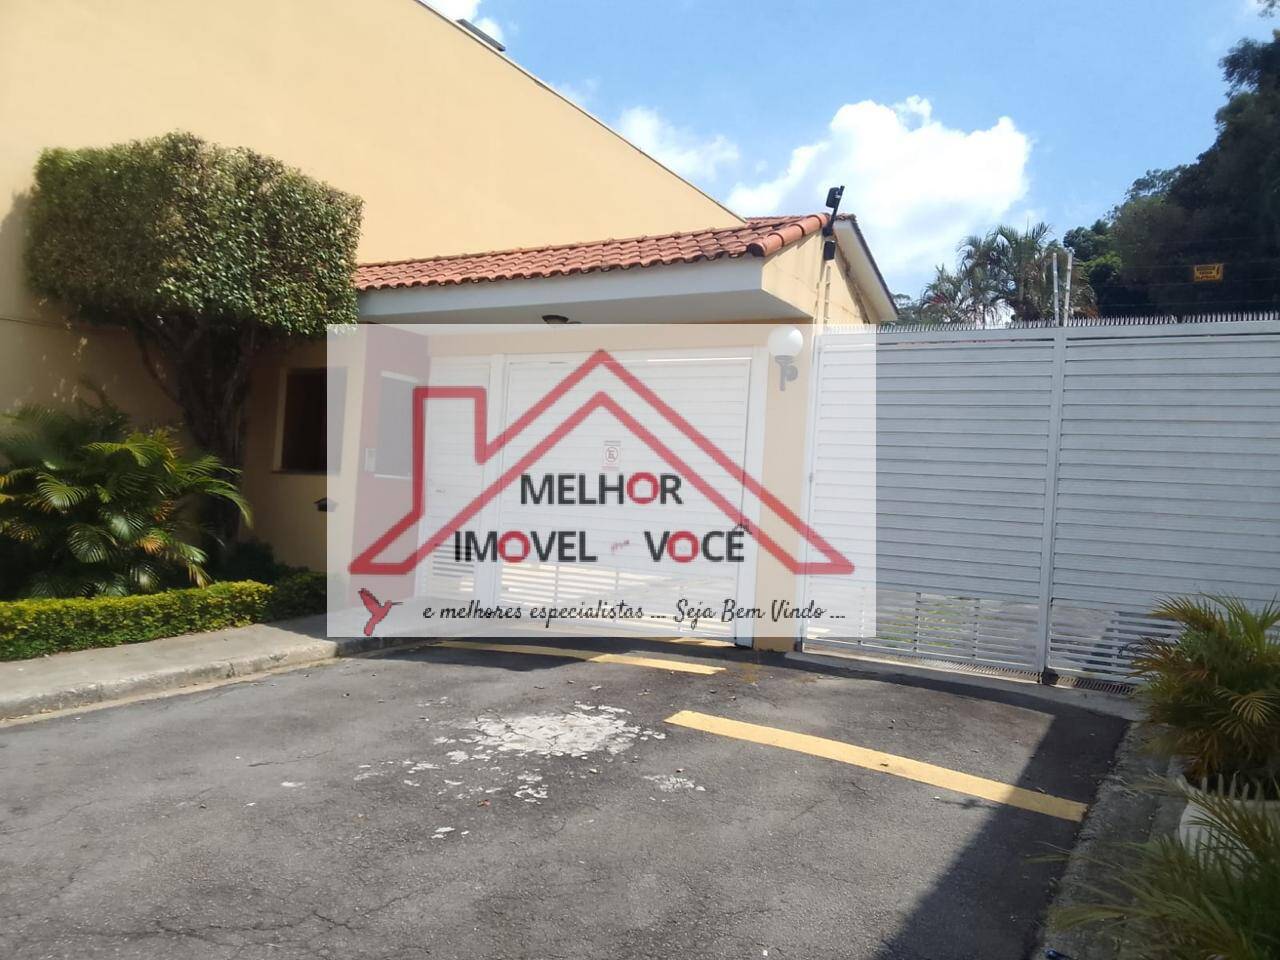 MELHOR
IMOVEL VOCÊ
e melhores especialistas ... Seja Bem Vindo ...